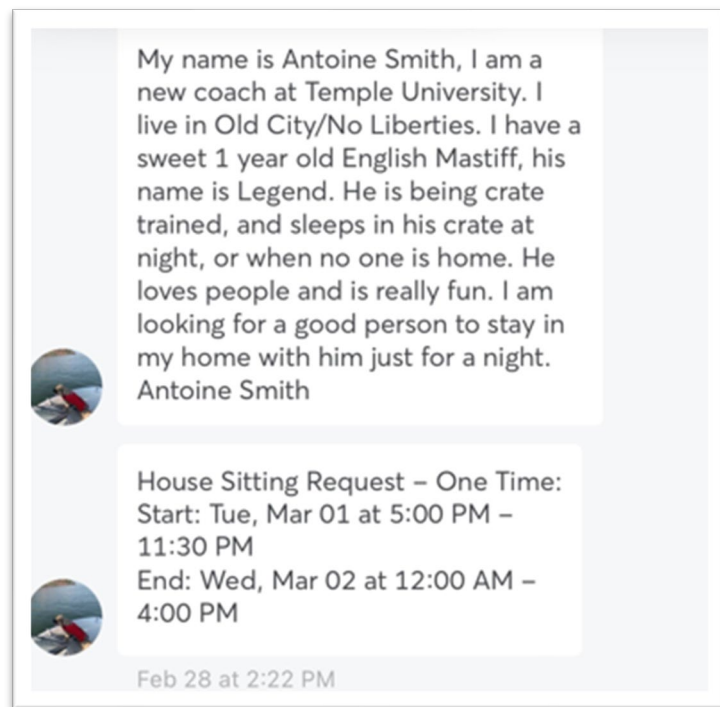 My name is Antoine Smith, I am a
new coach at Temple University. I
live in Old City/No Liberties. I have a
sweet 1 year old English Mastiff, his
name is Legend. He is being crate
trained, and sleeps in his crate at
night, or when no one is home. He
loves people and is really fun. I am
looking for a good person to stay in
my home with him just for a night.
Antoine Smith
House Sitting Request – One Time:
Start: Tue, Mar 01 at 5:00 PM –
11:30 PM
End: Wed, Mar 02 at 12:00 AM –
4:00 PM
Feb 28 at 2:22 PM